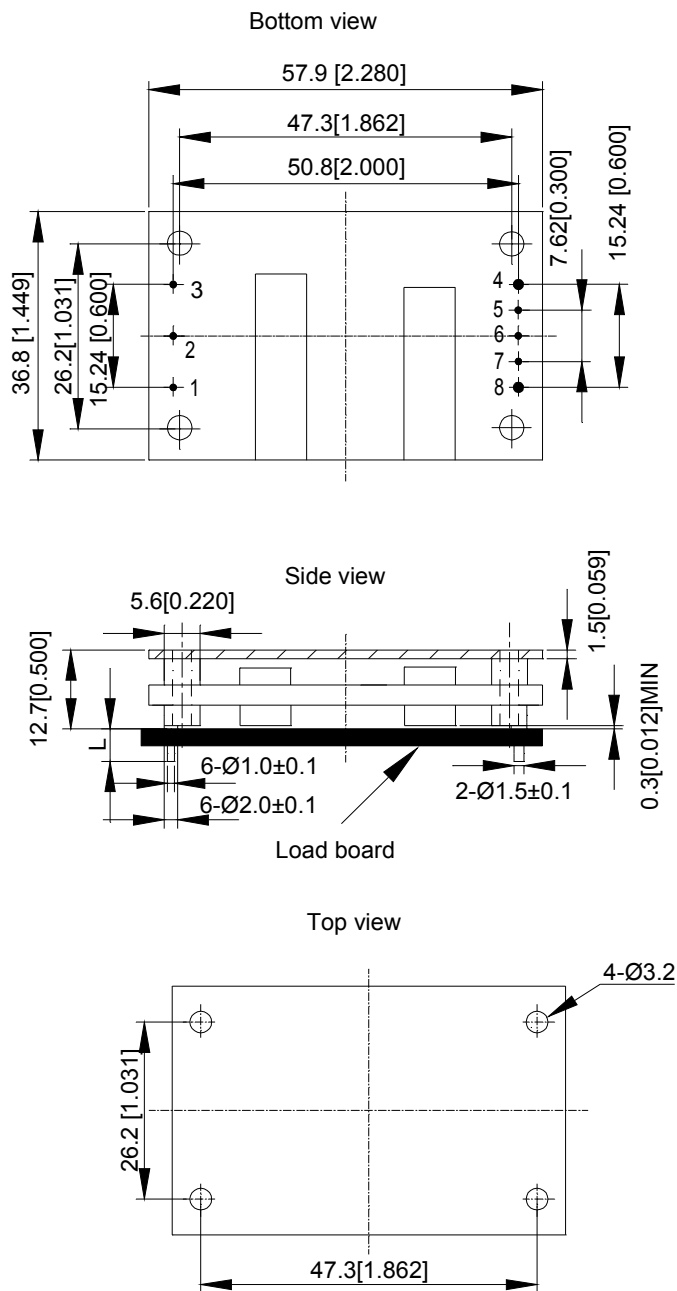 Bottom view
57.9 [2.280]
47.3[1.862]
50.8[2.000]
7.62[0.300]
15.24 [0.600]
36.8 [1.449]
26.2[1.031]
15.24 [0.600]
3
2
1
4
5
6
7
8
Side view
5.6[0.220]
1.5[0.059]
12.7[0.500]
L
0.3[0.012]MIN
6-Ø1.0±0.1
6-Ø2.0±0.1
2-Ø1.5±0.1
Load board
Top view
4-Ø3.2
26.2 [1.031]
47.3[1.862]